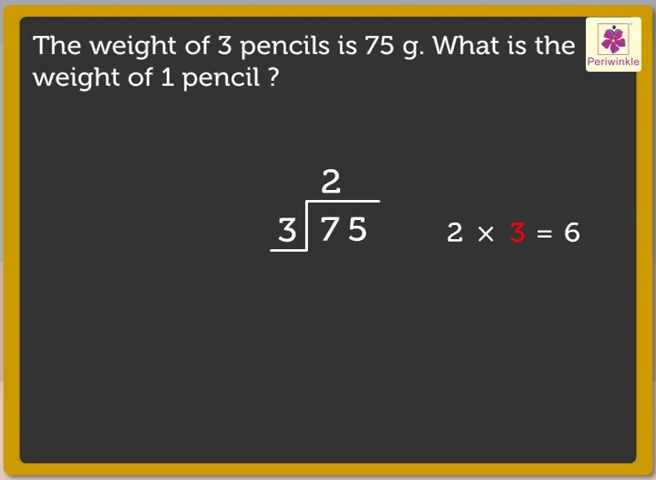 The weight of 3 pencils is 75 g. What is the
weight of 1 pencil ?
Periwinkle
2
3 75
2 × 3 = 6